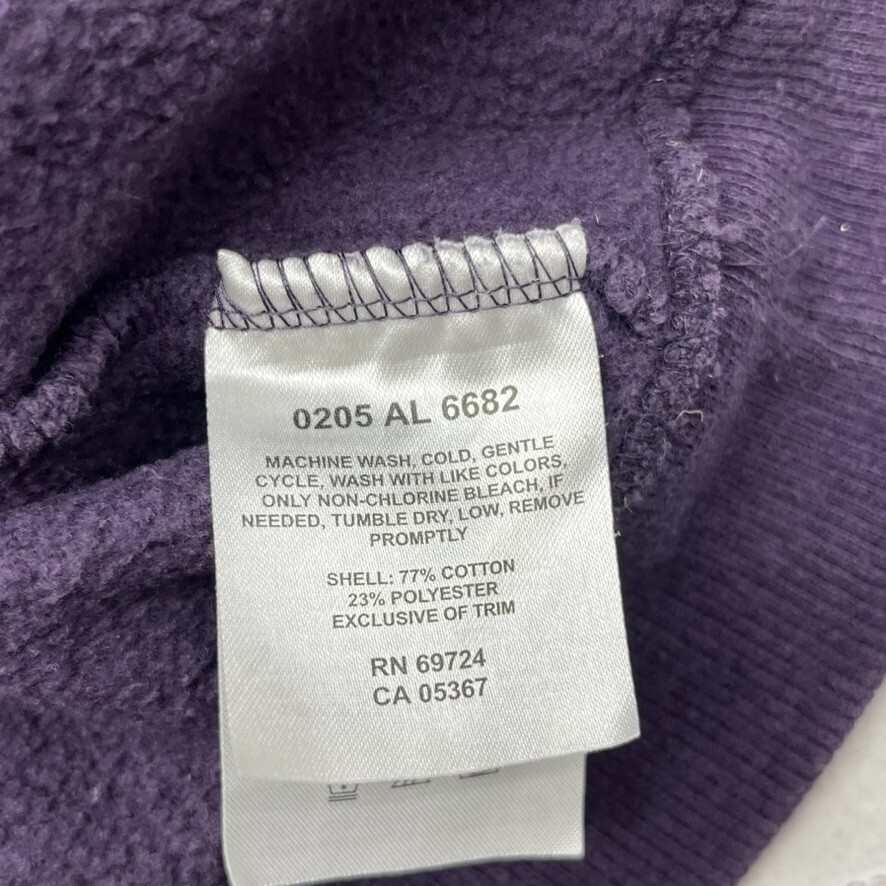 0205 AL 6682
MACHINE WASH, COLD, GENTLE
CYCLE, WASH WITH LIKE COLORS,
ONLY NON-CHLORINE BLEACH, IF
NEEDED, TUMBLE DRY, LOW, REMOVE
PROMPTLY
SHELL: 77% COTTON
23% POLYESTER
EXCLUSIVE OF TRIM
RN 69724
CA 05367